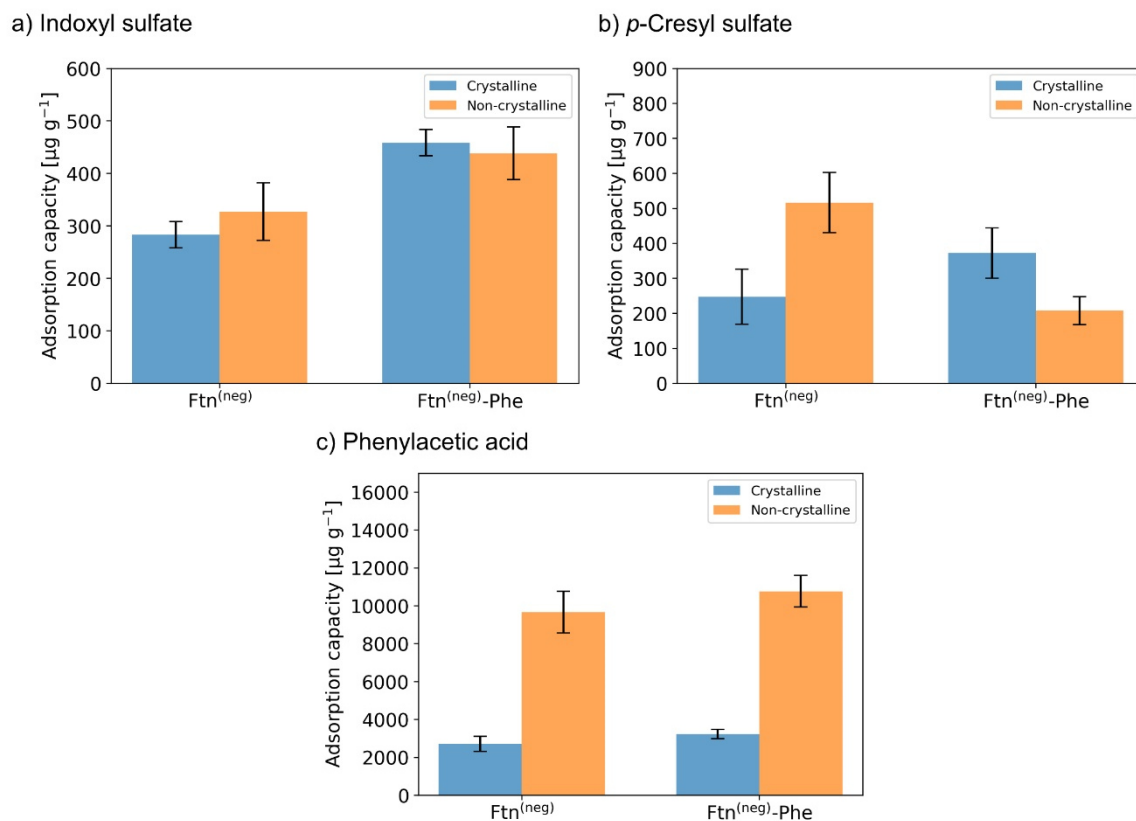 a) Indoxyl sulfate
Adsorption capacity [µg g⁻¹]
600
500
400
300
200
100
0
Crystalline
Non-crystalline
Ftn⁽ⁿᵉᵍ⁾
Ftn⁽ⁿᵉᵍ⁾-Phe
b) p-Cresyl sulfate
Adsorption capacity [µg g⁻¹]
900
800
700
600
500
400
300
200
100
0
Crystalline
Non-crystalline
Ftn⁽ⁿᵉᵍ⁾
Ftn⁽ⁿᵉᵍ⁾-Phe
c) Phenylacetic acid
Adsorption capacity [µg g⁻¹]
16000
14000
12000
10000
8000
6000
4000
2000
0
Crystalline
Non-crystalline
Ftn⁽ⁿᵉᵍ⁾
Ftn⁽ⁿᵉᵍ⁾-Phe